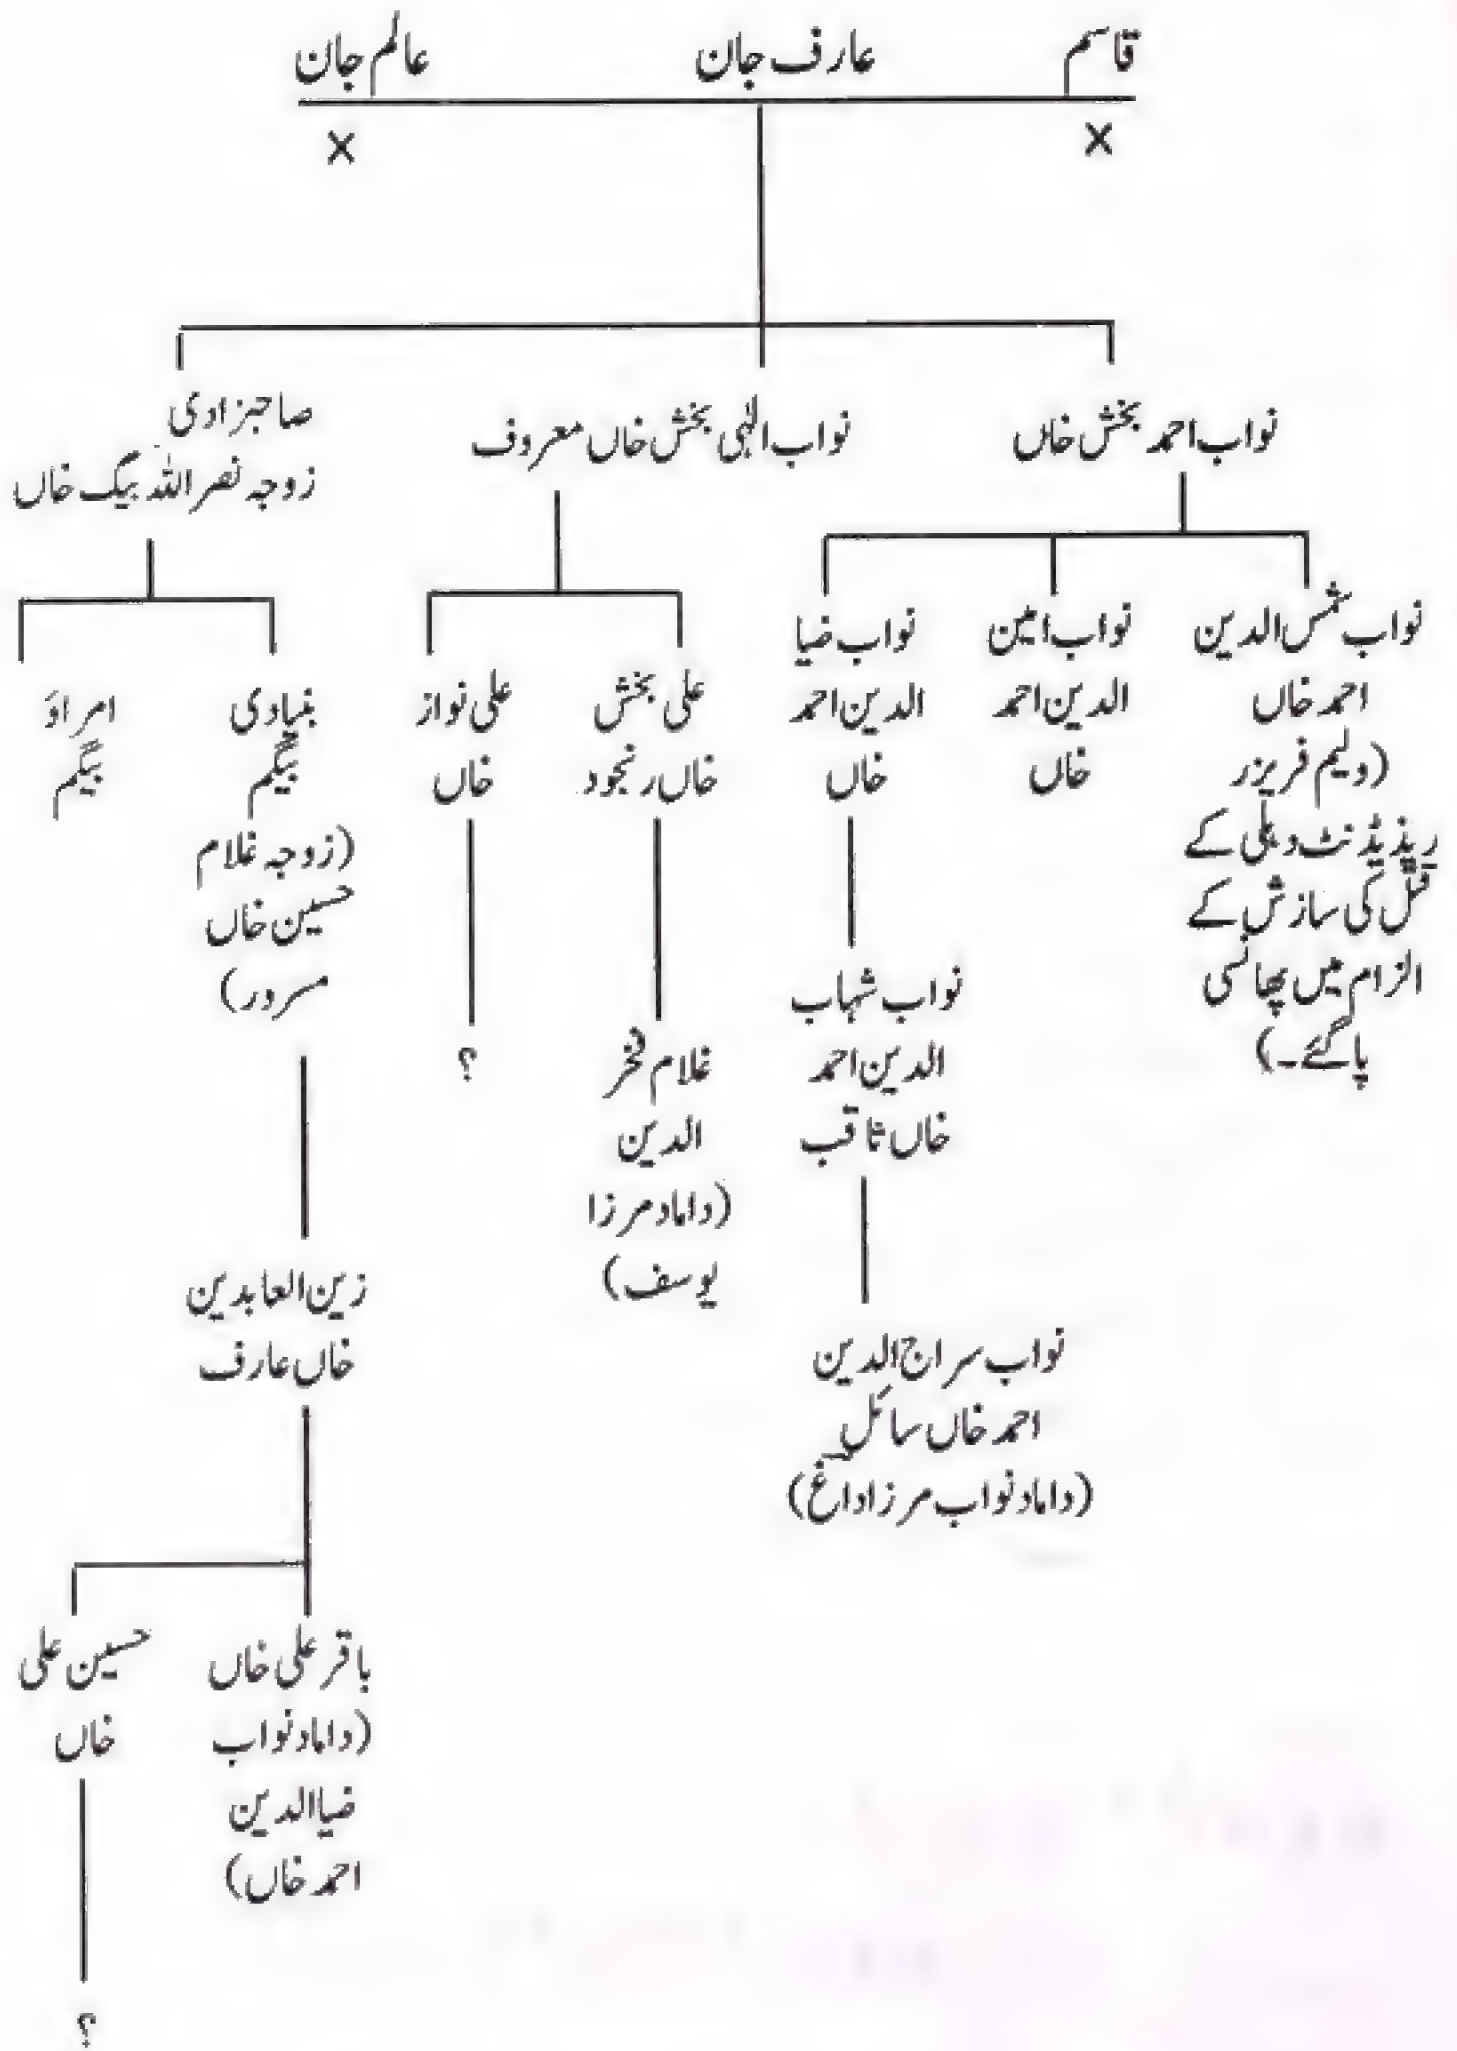 قاسم
عارف جان
عالم جان
×
×
نواب احمد بخش خاں
نواب الٰہی بخش خاں معروف
صاحبزادی
زوجہ نصر اللہ بیگ خاں
نواب شمس الدین
احمد خاں
(ولیم فریزر
ریذیڈنٹ دہلی کے
قتل کی سازش کے
الزام میں پھانسی
پا گئے۔)
نواب امین
الدین احمد
خاں
نواب ضیا
الدین احمد
خاں
نواب شہاب
الدین احمد
خاں ثاقب
نواب سراج الدین
احمد خاں سائل
(داماد نواب مرزا داغ)
علی بخش
خاں رنجود
غلام فخر
الدین
(داماد مرزا
یوسف)
علی نواز
خاں
؟
بنیادی
بیگم
(زوجہ غلام
حسین خاں
مسرور)
زین العابدین
خاں عارف
باقر علی خاں
(داماد نواب
ضیا الدین
احمد خاں)
حسین علی
خاں
؟
امراؤ
بیگم